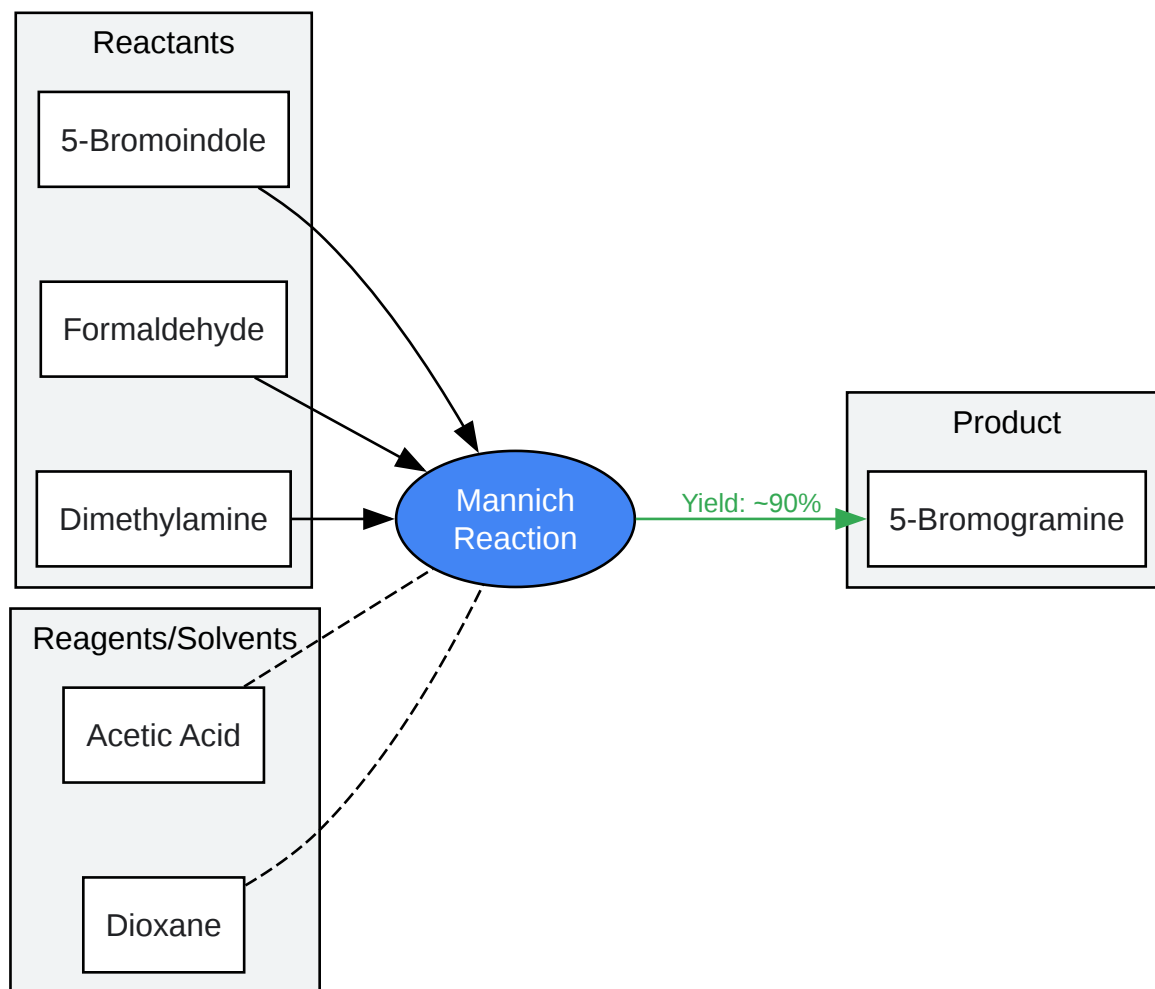 Reactants
5-Bromoindole
Formaldehyde
Dimethylamine
Mannich
Reaction
Yield: ~90%
Product
5-Bromogramine
Reagents/Solvents
Acetic Acid
Dioxane